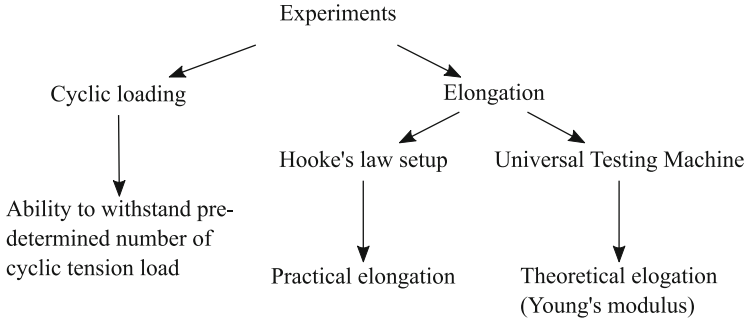 Experiments
Cyclic loading
Elongation
Hooke's law setup
Universal Testing Machine
Ability to withstand pre-
determined number of
cyclic tension load
Practical elongation
Theoretical elogation
(Young's modulus)